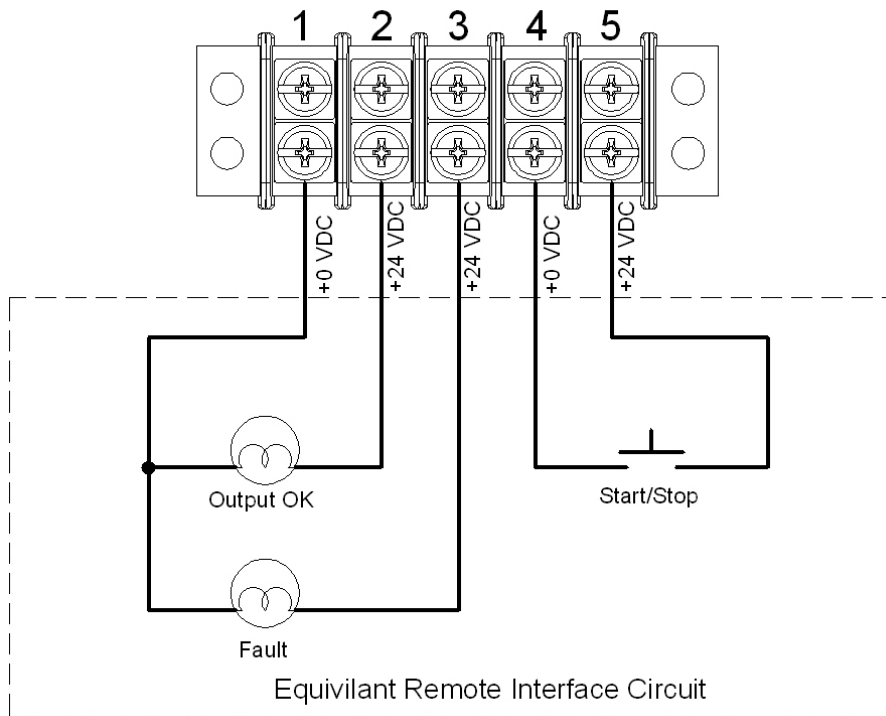 1 2 3 4 5
+0 VDC
+24 VDC
+24 VDC
+0 VDC
+24 VDC
Output OK
Start/Stop
Fault
Equivilant Remote Interface Circuit